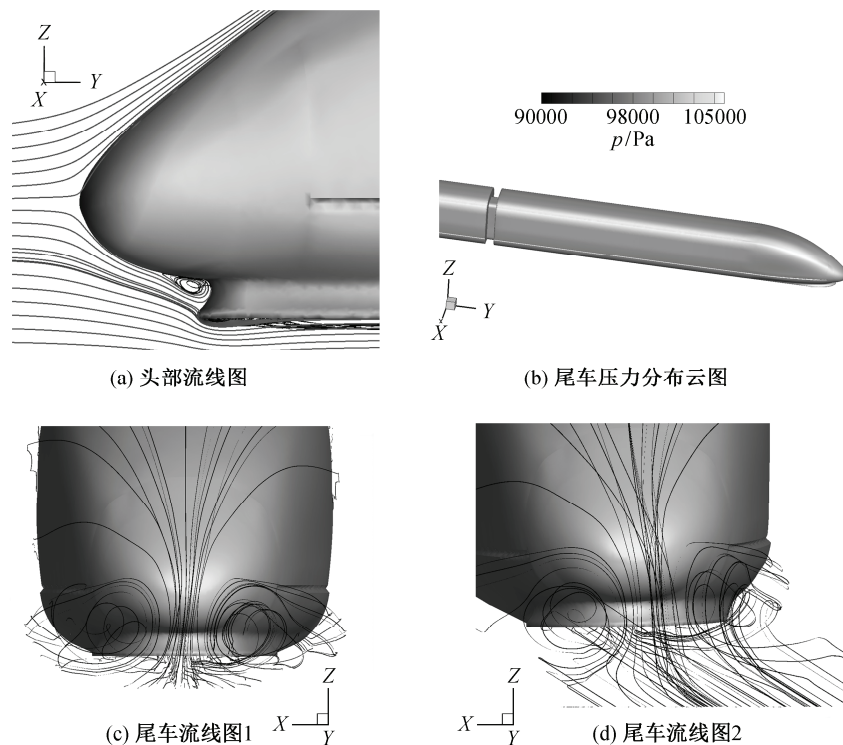 Z
Y
X
90000 98000 105000
p/Pa
Z
Y
X
(a) 头部流线图
(b) 尾车压力分布云图
Z
X
Y
Z
X
Y
(c) 尾车流线图1
(d) 尾车流线图2